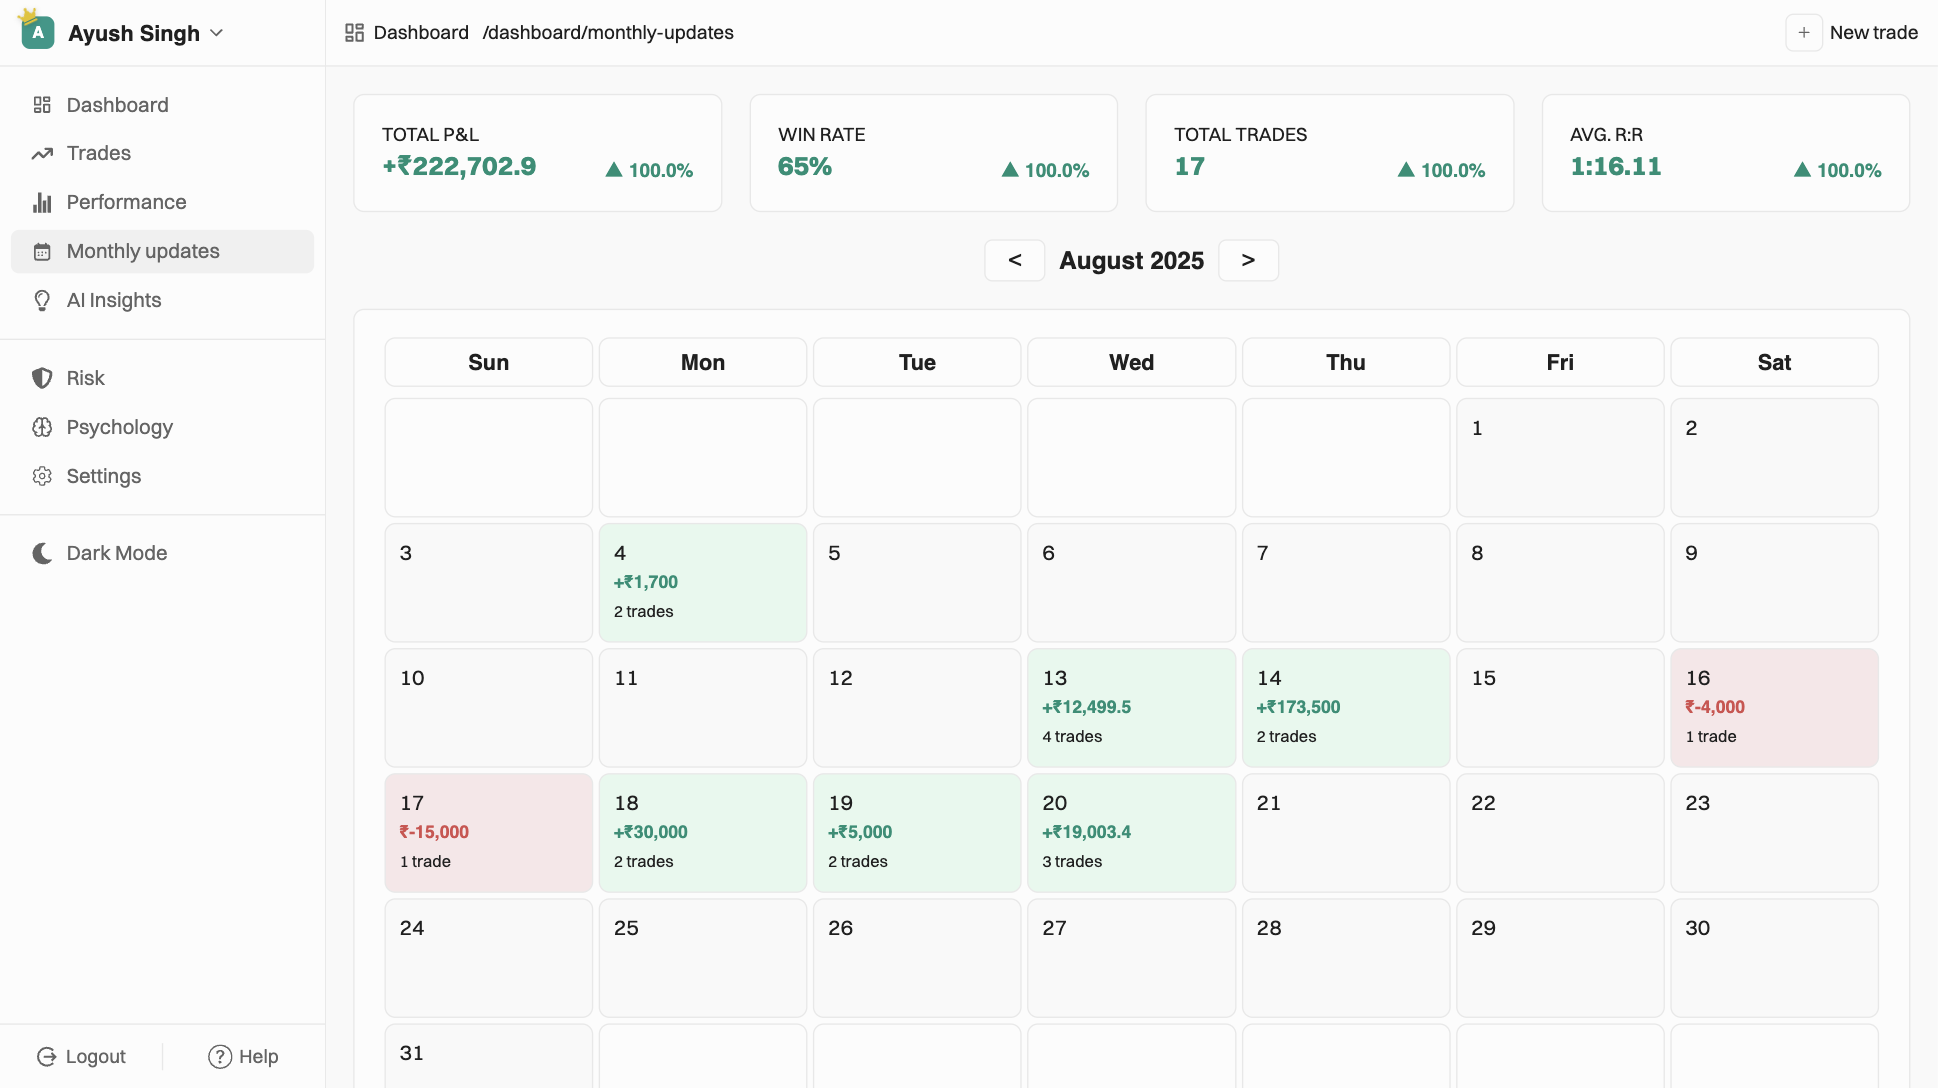 A Ayush Singh
Dashboard
Trades
Performance
Monthly updates
AI Insights
Risk
Psychology
Settings
Dark Mode
Logout
? Help
Dashboard /dashboard/monthly-updates
+ New trade
TOTAL P&L
+₹222,702.9 ▲ 100.0%
WIN RATE
65% ▲ 100.0%
TOTAL TRADES
17 ▲ 100.0%
AVG. R:R
1:16.11 ▲ 100.0%
< August 2025 >
Sun Mon Tue Wed Thu Fri Sat
1 2
3 4 5 6 7 8 9
+₹1,700
2 trades
10 11 12 13 14 15 16
+₹12,499.5 +₹173,500 ₹-4,000
4 trades 2 trades 1 trade
17 18 19 20 21 22 23
₹-15,000 +₹30,000 +₹5,000 +₹19,003.4
1 trade 2 trades 2 trades 3 trades
24 25 26 27 28 29 30
31